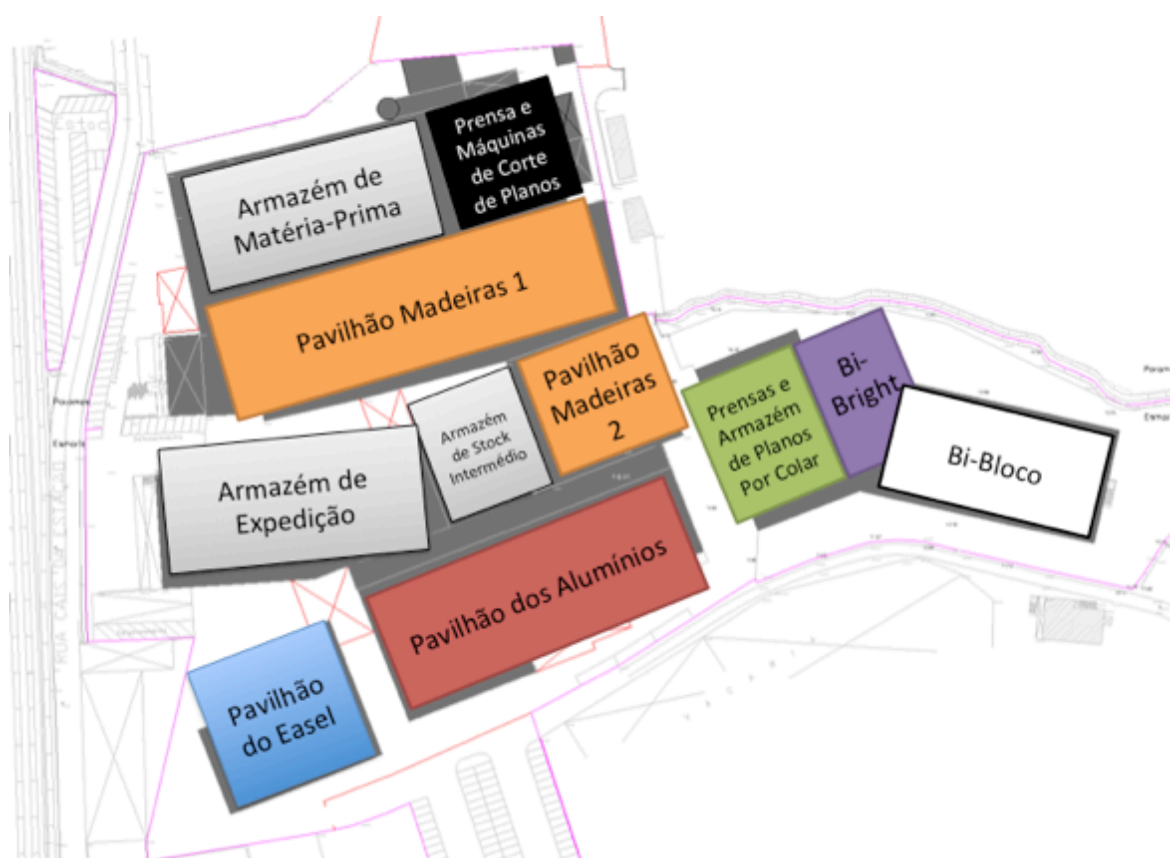 Prensa e
Máquinas
de Corte
de Planos
Armazém de
Matéria-Prima
Pavilhão Madeiras 1
Pavilhão
Madeiras
2
Armazém
de Stock
Intermédio
Armazém de
Expedição
Prensas e
Armazém
de Planos
Por Colar
Bi-
Bright
Bi-Bloco
Pavilhão dos Alumínios
Pavilhão
do Easel